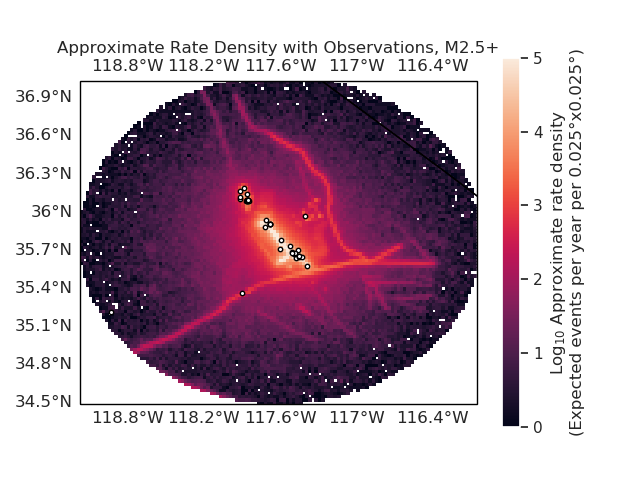 Approximate Rate Density with Observations, M2.5+
118.8°W 118.2°W 117.6°W 117°W 116.4°W
36.9°N
36.6°N
36.3°N
36°N
35.7°N
35.4°N
35.1°N
34.8°N
34.5°N
118.8°W 118.2°W 117.6°W 117°W 116.4°W
5
4
3
2
1
0
Log₁₀ Approximate rate density
(Expected events per year per 0.025°x0.025°)